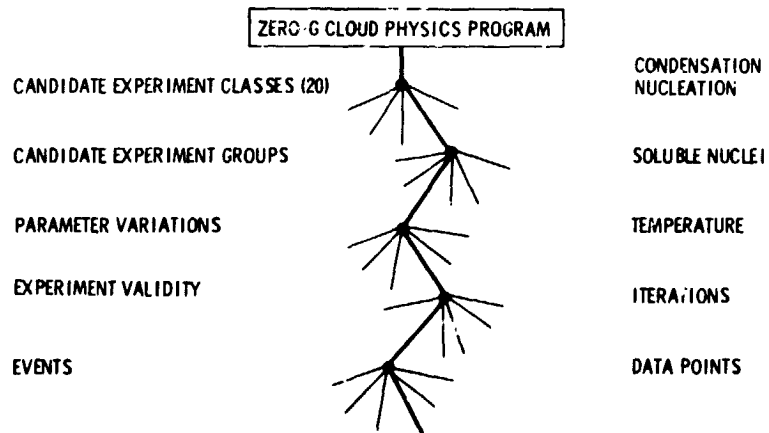 ZERO-G CLOUD PHYSICS PROGRAM
CANDIDATE EXPERIMENT CLASSES (20)
CONDENSATION
NUCLEATION
CANDIDATE EXPERIMENT GROUPS
SOLUBLE NUCLEI
PARAMETER VARIATIONS
TEMPERATURE
EXPERIMENT VALIDITY
ITERATIONS
EVENTS
DATA POINTS